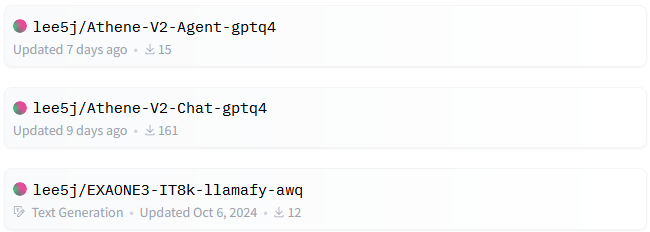 lee5j/Athene-V2-Agent-gptq4
Updated 7 days ago • 15
lee5j/Athene-V2-Chat-gptq4
Updated 9 days ago • 161
lee5j/EXAONE3-IT8k-llamafy-awq
Text Generation • Updated Oct 6, 2024 • 12